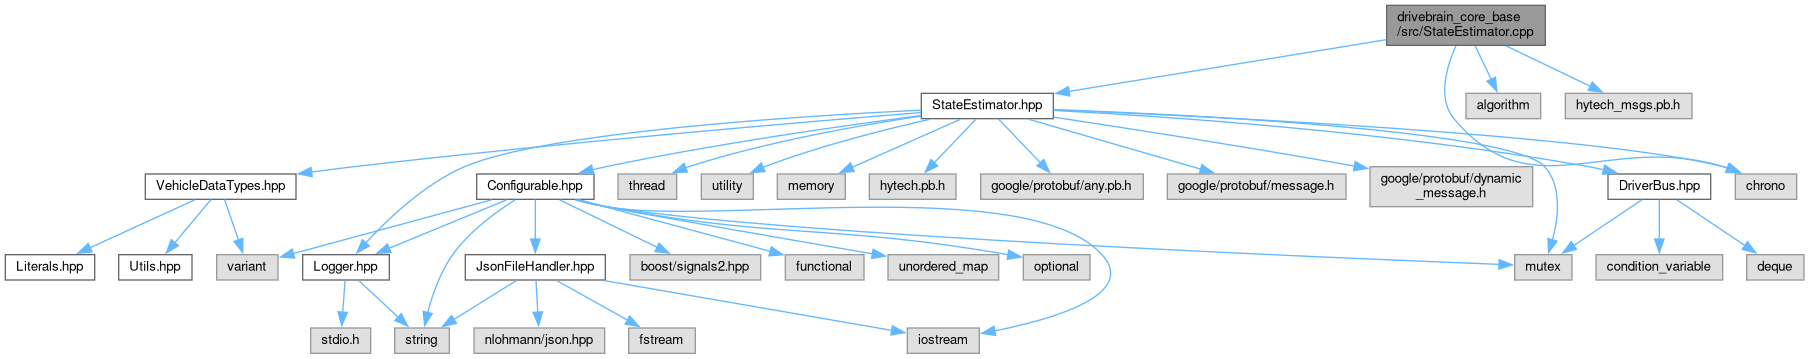 drivebrain_core_base
/src/StateEstimator.cpp
StateEstimator.hpp
algorithm
hytech_msgs.pb.h
VehicleDataTypes.hpp
Configurable.hpp
thread
utility
memory
hytech.pb.h
google/protobuf/any.pb.h
google/protobuf/message.h
google/protobuf/dynamic
_message.h
DriverBus.hpp
chrono
Literals.hpp
Utils.hpp
variant
Logger.hpp
JsonFileHandler.hpp
boost/signals2.hpp
functional
unordered_map
optional
mutex
condition_variable
deque
stdio.h
string
nlohmann/json.hpp
fstream
iostream